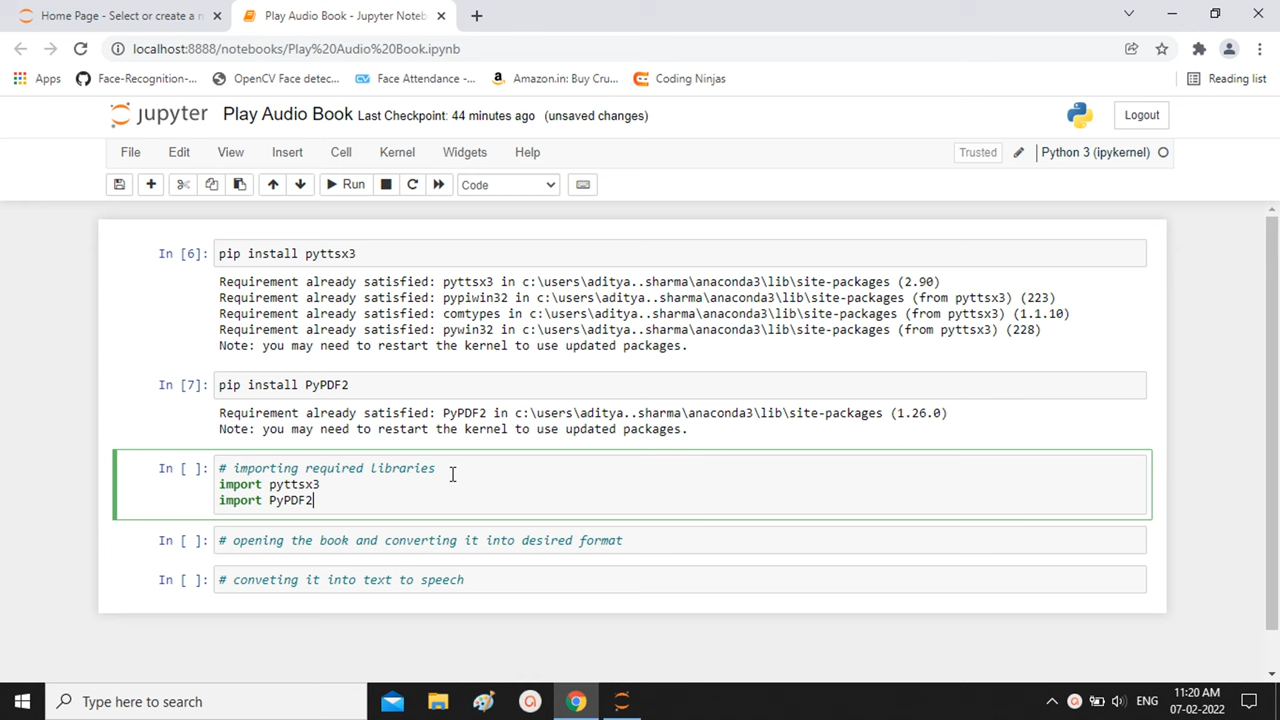 Home Page - Select or create a n
Play Audio Book - Jupyter Noteb
localhost:8888/notebooks/Play%20Audio%20Book.ipynb
Apps
Face-Recognition-...
OpenCV Face detec...
CV
Face Attendance -...
Amazon.in: Buy Cru...
Coding Ninjas
Reading list
jupyter
Play Audio Book Last Checkpoint: 44 minutes ago (unsaved changes)
Logout
File Edit View Insert Cell Kernel Widgets Help
Trusted
Python 3 (ipykernel)
Run
Code
In [6]: pip install pyttsx3
Requirement already satisfied: pyttsx3 in c:\users\aditya..sharma\anaconda3\lib\site-packages (2.90)
Requirement already satisfied: pypiwin32 in c:\users\aditya..sharma\anaconda3\lib\site-packages (from pyttsx3) (223)
Requirement already satisfied: comtypes in c:\users\aditya..sharma\anaconda3\lib\site-packages (from pyttsx3) (1.1.10)
Requirement already satisfied: pywin32 in c:\users\aditya..sharma\anaconda3\lib\site-packages (from pyttsx3) (228)
Note: you may need to restart the kernel to use updated packages.
In [7]: pip install PyPDF2
Requirement already satisfied: PyPDF2 in c:\users\aditya..sharma\anaconda3\lib\site-packages (1.26.0)
Note: you may need to restart the kernel to use updated packages.
In [ ]: # importing required libraries
import pyttsx3
import PyPDF2
In [ ]: # opening the book and converting it into desired format
In [ ]: # conveting it into text to speech
Type here to search
ENG
11:20 AM
07-02-2022